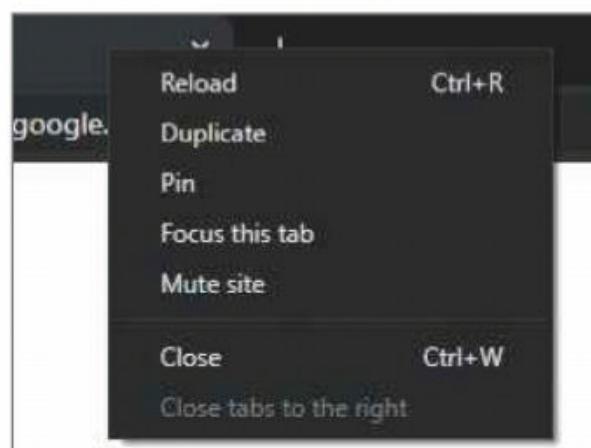 google.
Reload Ctrl+R
Duplicate
Pin
Focus this tab
Mute site
Close Ctrl+W
Close tabs to the right